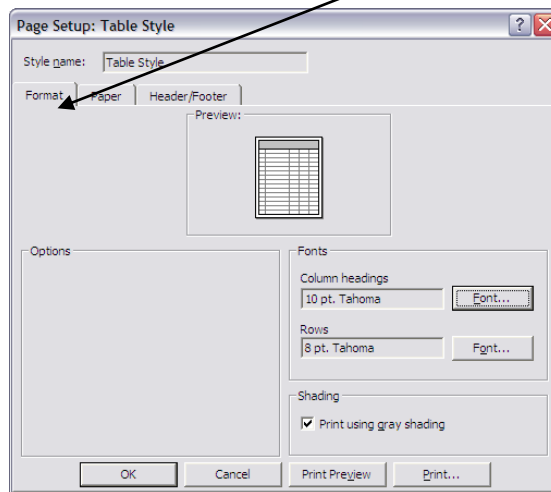 Page Setup: Table Style
Style name: Table Style
Format Paper Header/Footer
Preview:
Options
Fonts
Column headings
10 pt. Tahoma Font...
Rows
8 pt. Tahoma Font...
Shading
Print using gray shading
OK Cancel Print Preview Print...